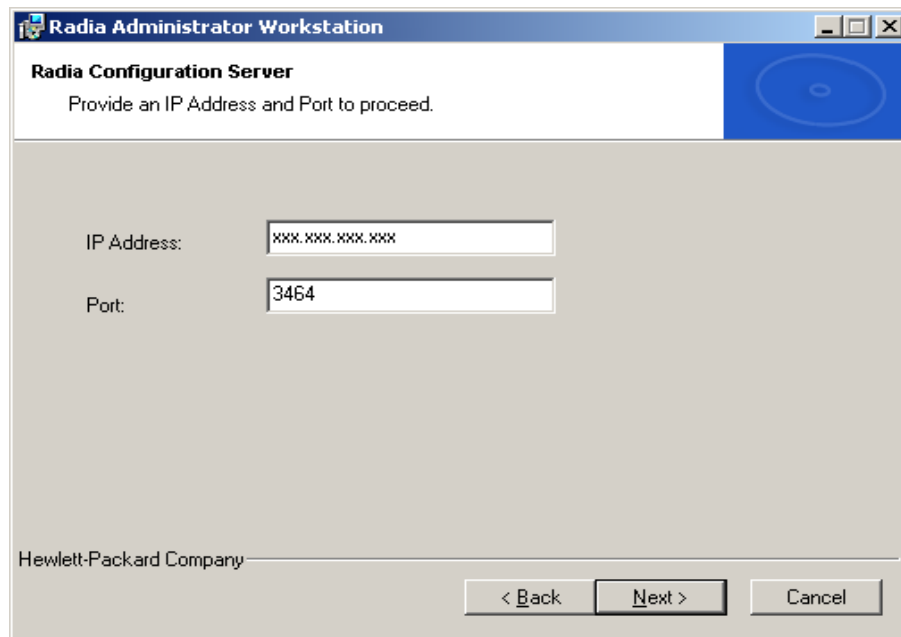 Radia Administrator Workstation
Radia Configuration Server
Provide an IP Address and Port to proceed.
IP Address:
xxx.xxx.xxx.xxx
Port:
3464
Hewlett-Packard Company
< Back
Next >
Cancel